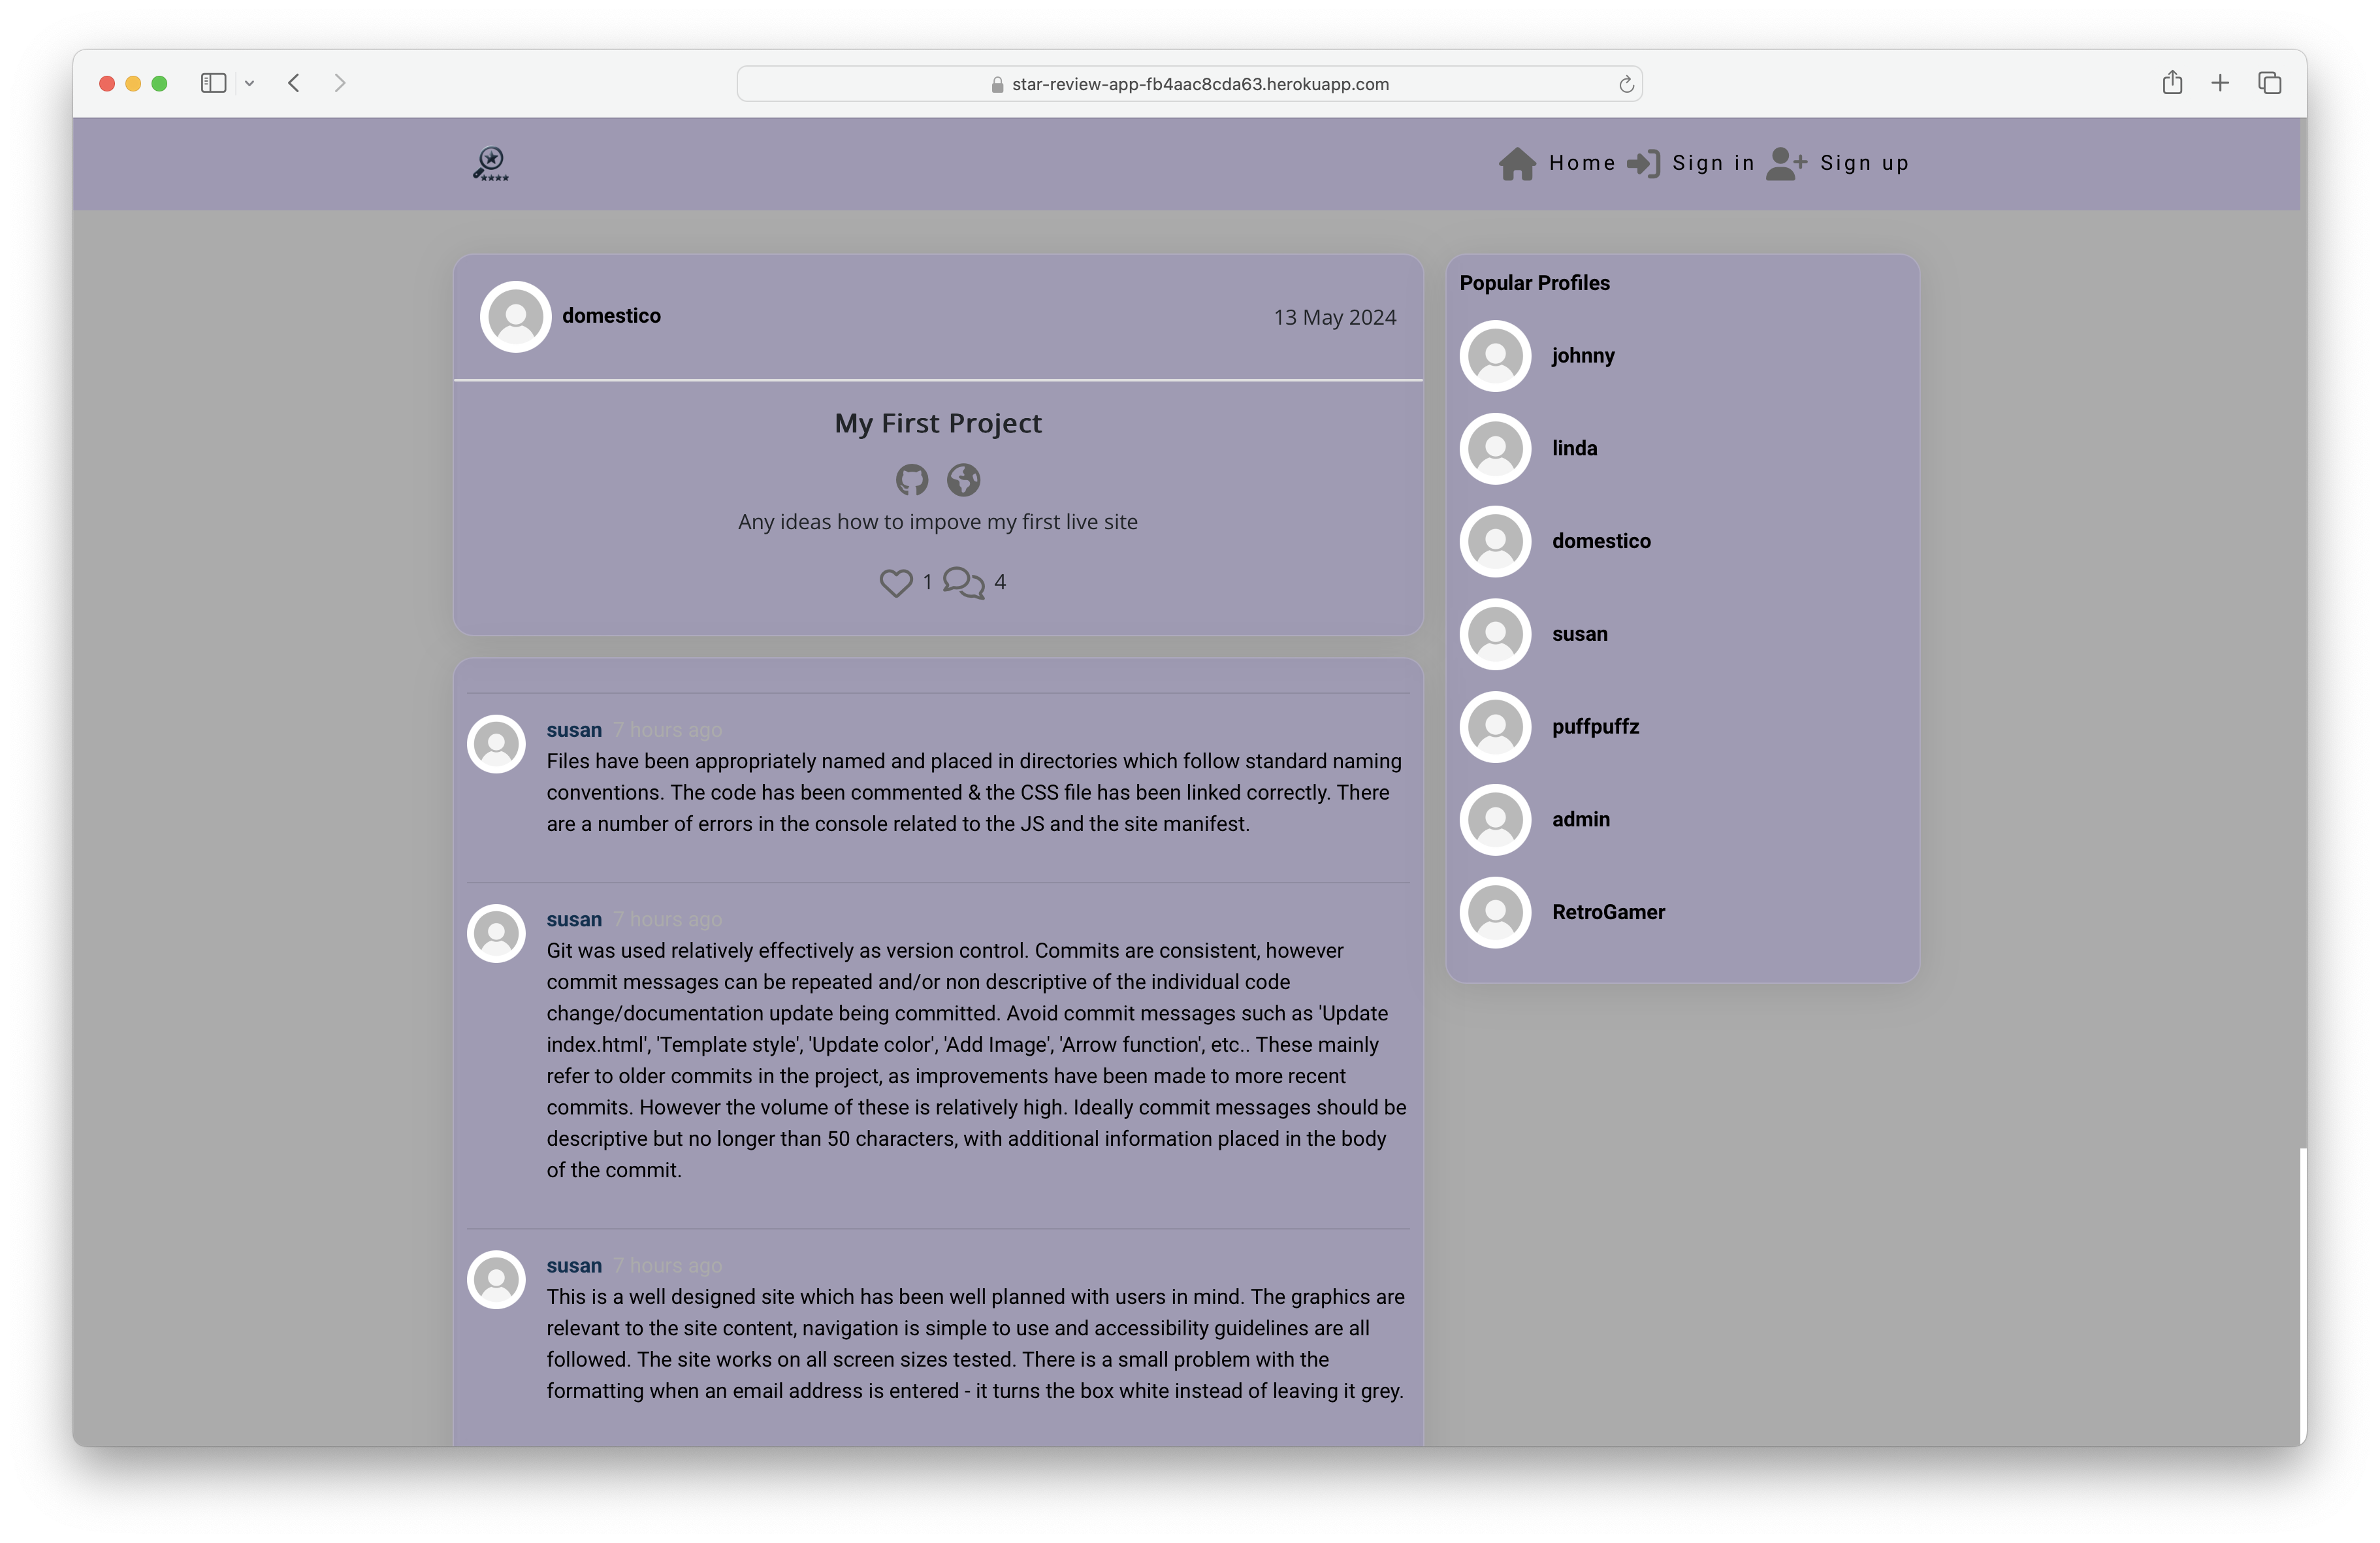 star-review-app-fb4aac8cda63.herokuapp.com
Home Sign in Sign up
domestico
13 May 2024
My First Project
Any ideas how to impove my first live site
1 4
susan 7 hours ago
Files have been appropriately named and placed in directories which follow standard naming
conventions. The code has been commented & the CSS file has been linked correctly. There
are a number of errors in the console related to the JS and the site manifest.
susan 7 hours ago
Git was used relatively effectively as version control. Commits are consistent, however
commit messages can be repeated and/or non descriptive of the individual code
change/documentation update being committed. Avoid commit messages such as 'Update
index.html', 'Template style', 'Update color', 'Add Image', 'Arrow function', etc.. These mainly
refer to older commits in the project, as improvements have been made to more recent
commits. However the volume of these is relatively high. Ideally commit messages should be
descriptive but no longer than 50 characters, with additional information placed in the body
of the commit.
susan 7 hours ago
This is a well designed site which has been well planned with users in mind. The graphics are
relevant to the site content, navigation is simple to use and accessibility guidelines are all
followed. The site works on all screen sizes tested. There is a small problem with the
formatting when an email address is entered - it turns the box white instead of leaving it grey.
Popular Profiles
johnny
linda
domestico
susan
puffpuffz
admin
RetroGamer